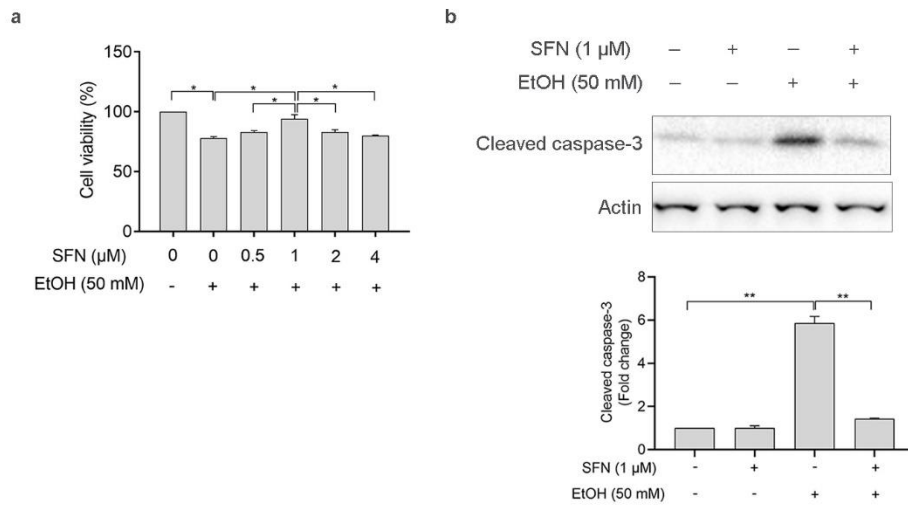 a
Cell viability (%)
150
100
50
0
* * * * *
SFN (µM) 0 0 0.5 1 2 4
EtOH (50 mM) - + + + + +
b
SFN (1 µM) – + – +
EtOH (50 mM) – – + +
Cleaved caspase-3
Actin
Cleaved caspase-3
(Fold change)
8
6
4
2
0
** **
SFN (1 µM) - + - +
EtOH (50 mM) - - + +